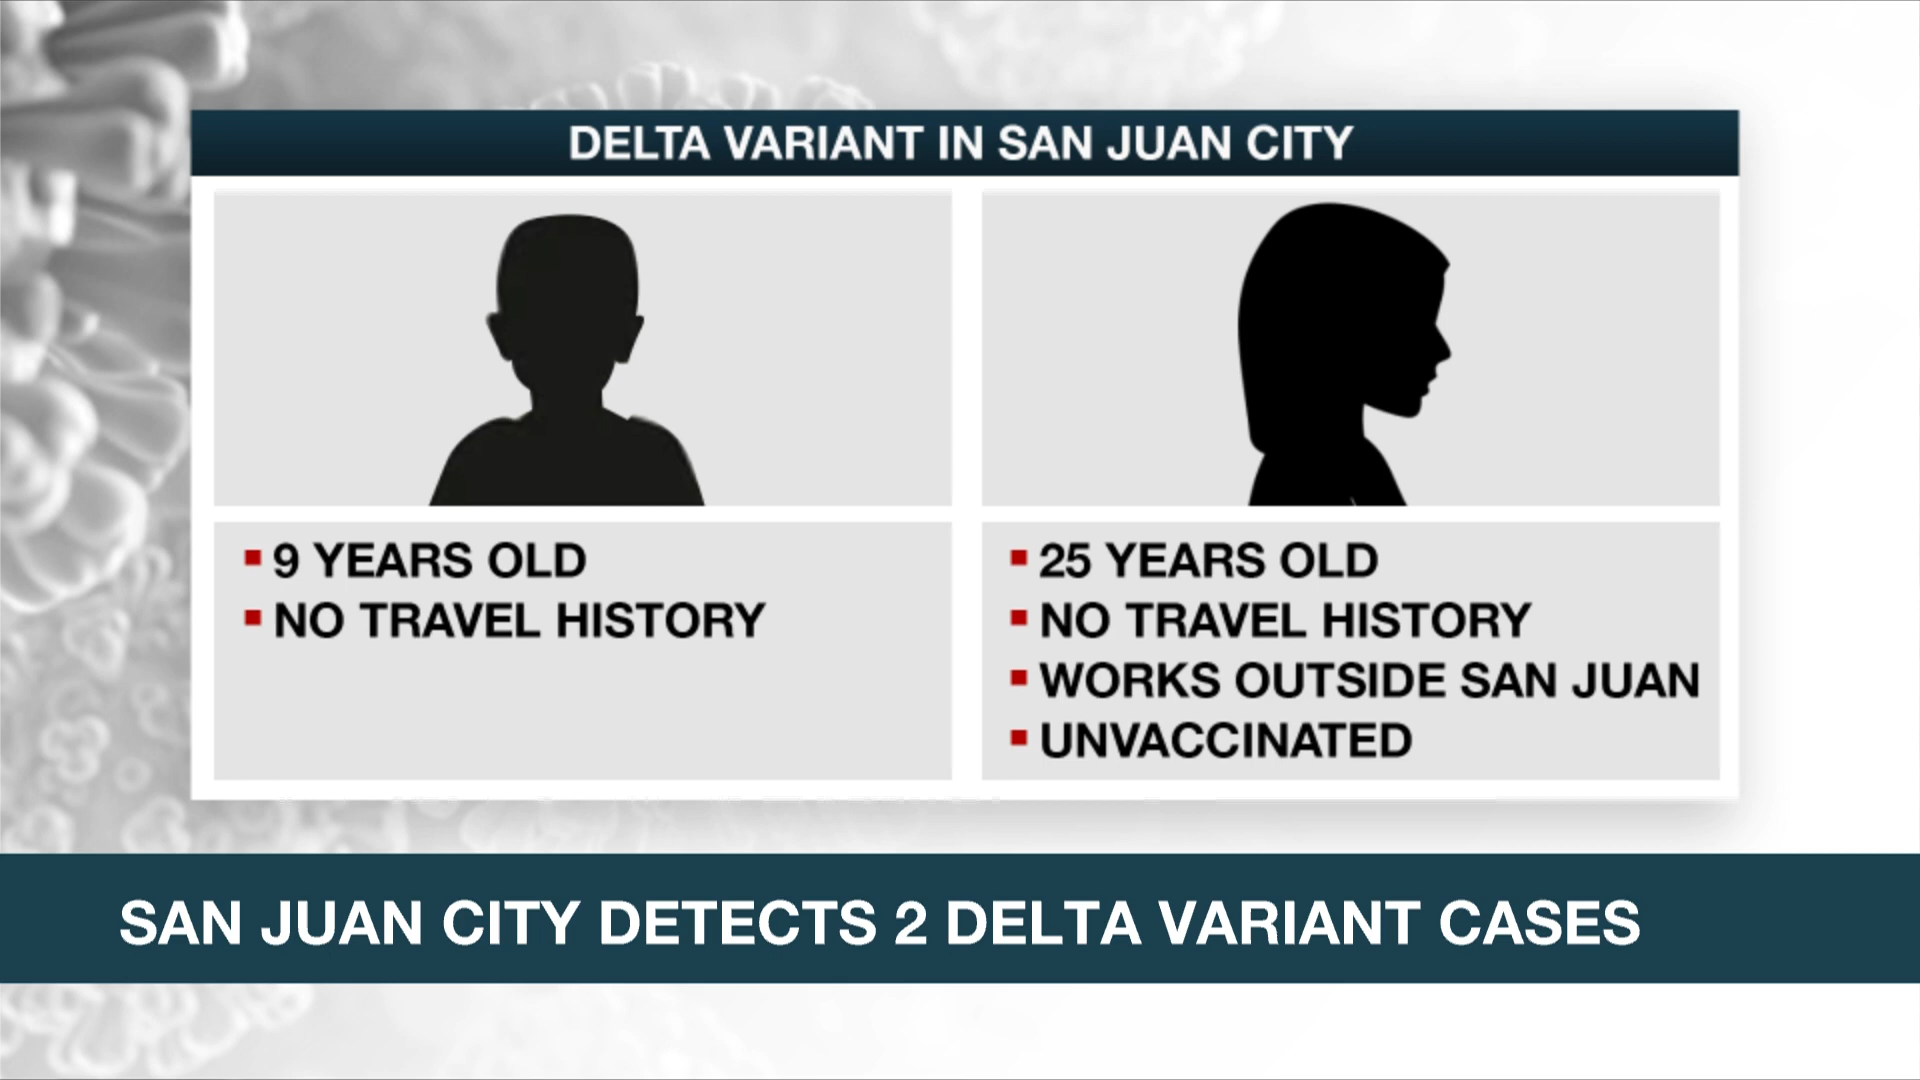 DELTA VARIANT IN SAN JUAN CITY
9 YEARS OLD
NO TRAVEL HISTORY
25 YEARS OLD
NO TRAVEL HISTORY
WORKS OUTSIDE SAN JUAN
UNVACCINATED
SAN JUAN CITY DETECTS 2 DELTA VARIANT CASES